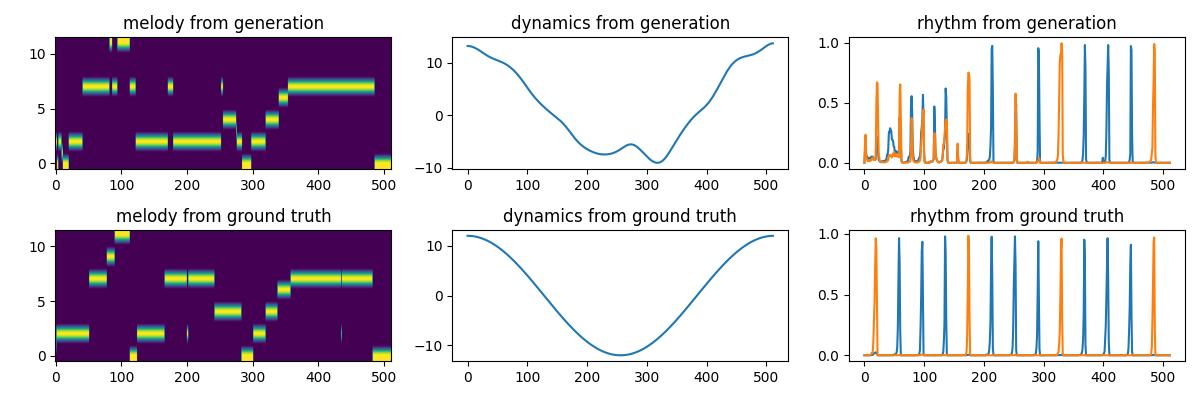 melody from generation
dynamics from generation
rhythm from generation
10
5
0
0 100 200 300 400 500
10
0
−10
0 100 200 300 400 500
1.0
0.5
0.0
0 100 200 300 400 500
melody from ground truth
dynamics from ground truth
rhythm from ground truth
10
5
0
0 100 200 300 400 500
10
0
−10
0 100 200 300 400 500
1.0
0.5
0.0
0 100 200 300 400 500